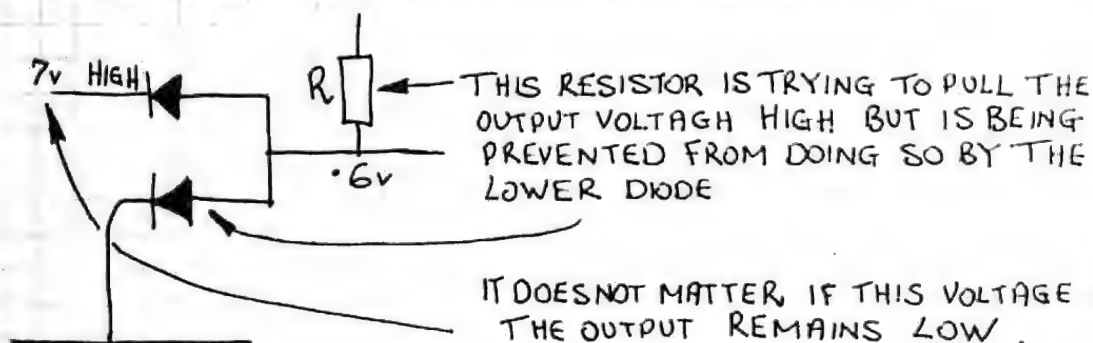 7v HIGH
R
THIS RESISTOR IS TRYING TO PULL THE
OUTPUT VOLTAGH HIGH BUT IS BEING
PREVENTED FROM DOING SO BY THE
LOWER DIODE
.6v
IT DOES NOT MATTER IF THIS VOLTAGE
THE OUTPUT REMAINS LOW.